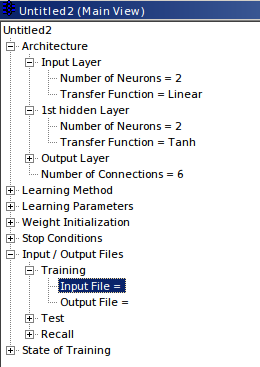 Untitled2 (Main View)
Untitled2
Architecture
Input Layer
Number of Neurons = 2
Transfer Function = Linear
1st hidden Layer
Number of Neurons = 2
Transfer Function = Tanh
Output Layer
Number of Connections = 6
Learning Method
Learning Parameters
Weight Initialization
Stop Conditions
Input / Output Files
Training
Input File =
Output File =
Test
Recall
State of Training